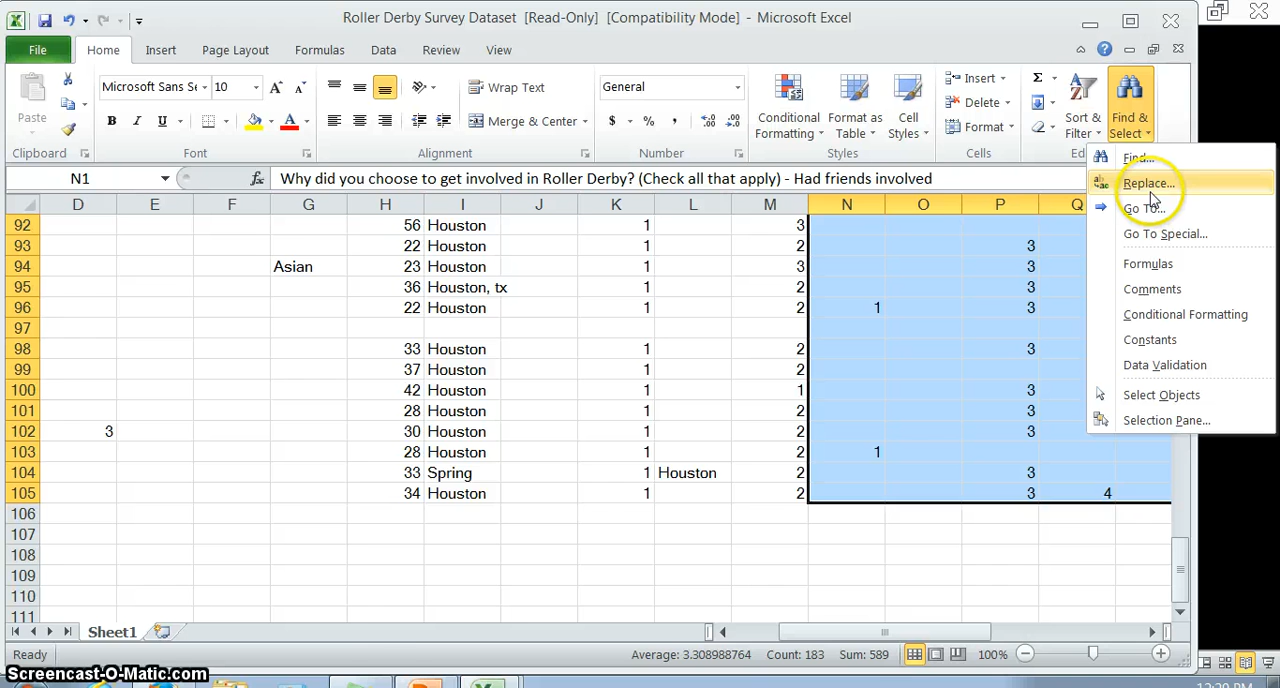 Roller Derby Survey Dataset [Read-Only] [Compatibility Mode] - Microsoft Excel
File Home Insert Page Layout Formulas Data Review View
Microsoft Sans Se 10 Wrap Text General Insert Σ
Paste B I U A Merge & Center $ % , Conditional Formatting Format as Table Cell Styles Delete Format Sort & Filter Find & Select
Clipboard Font Alignment Number Styles Cells Ed
N1 fx Why did you choose to get involved in Roller Derby? (Check all that apply) - Had friends involved
D E F G H I J K L M N O P Q
92 56 Houston 1 3
93 22 Houston 1 2 3
94 Asian 23 Houston 1 3 3
95 36 Houston, tx 1 2 3
96 22 Houston 1 2 1 3
97
98 33 Houston 1 2 3
99 37 Houston 1 2
100 42 Houston 1 1 3
101 28 Houston 1 2 3
102 3 30 Houston 1 2 3
103 28 Houston 1 2 1
104 33 Spring 1 Houston 2 3
105 34 Houston 1 2 3 4
106
107
108
109
110
111
Find...
Replace...
Go To...
Go To Special...
Formulas
Comments
Conditional Formatting
Constants
Data Validation
Select Objects
Selection Pane...
Sheet1
Ready Average: 3.308988764 Count: 183 Sum: 589 100%
Screencast-O-Matic.com